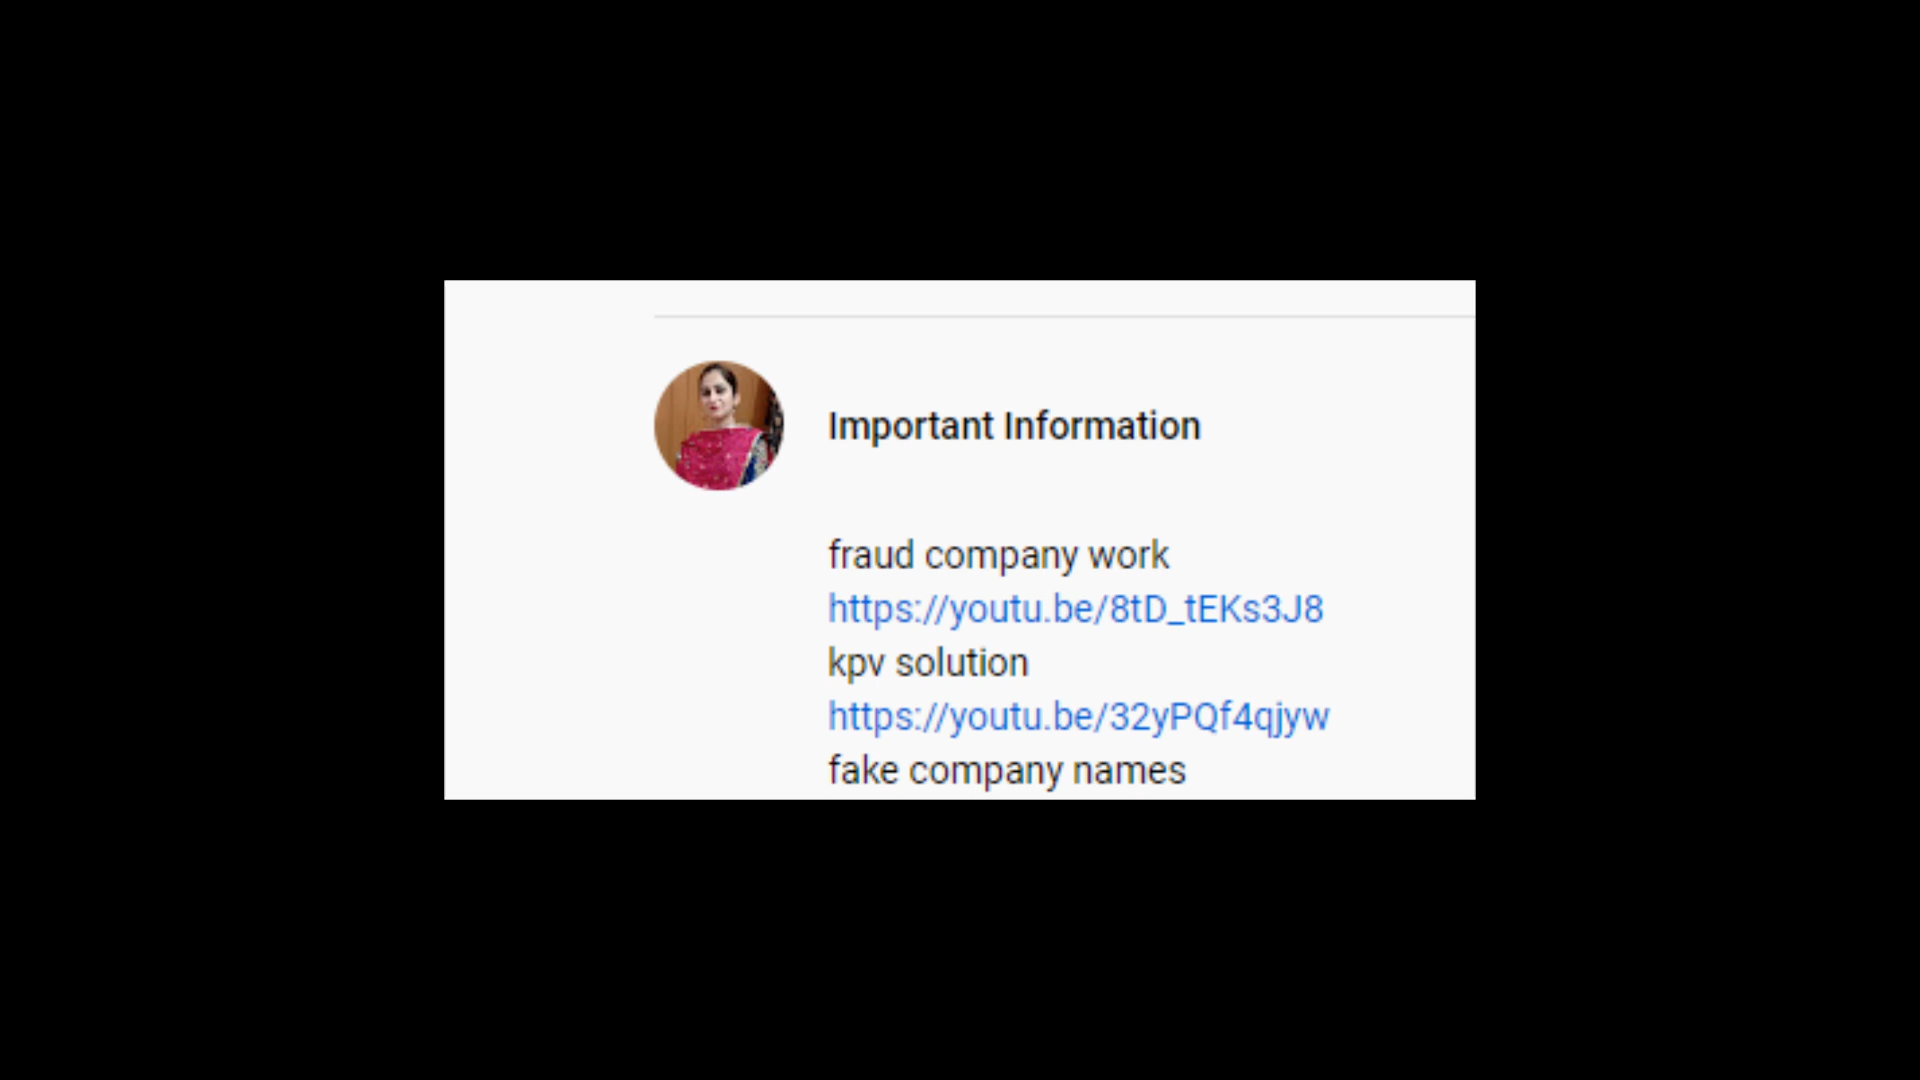 Important Information
fraud company work
https://youtu.be/8tD_tEKs3J8
kpv solution
https://youtu.be/32yPQf4qjyw
fake company names